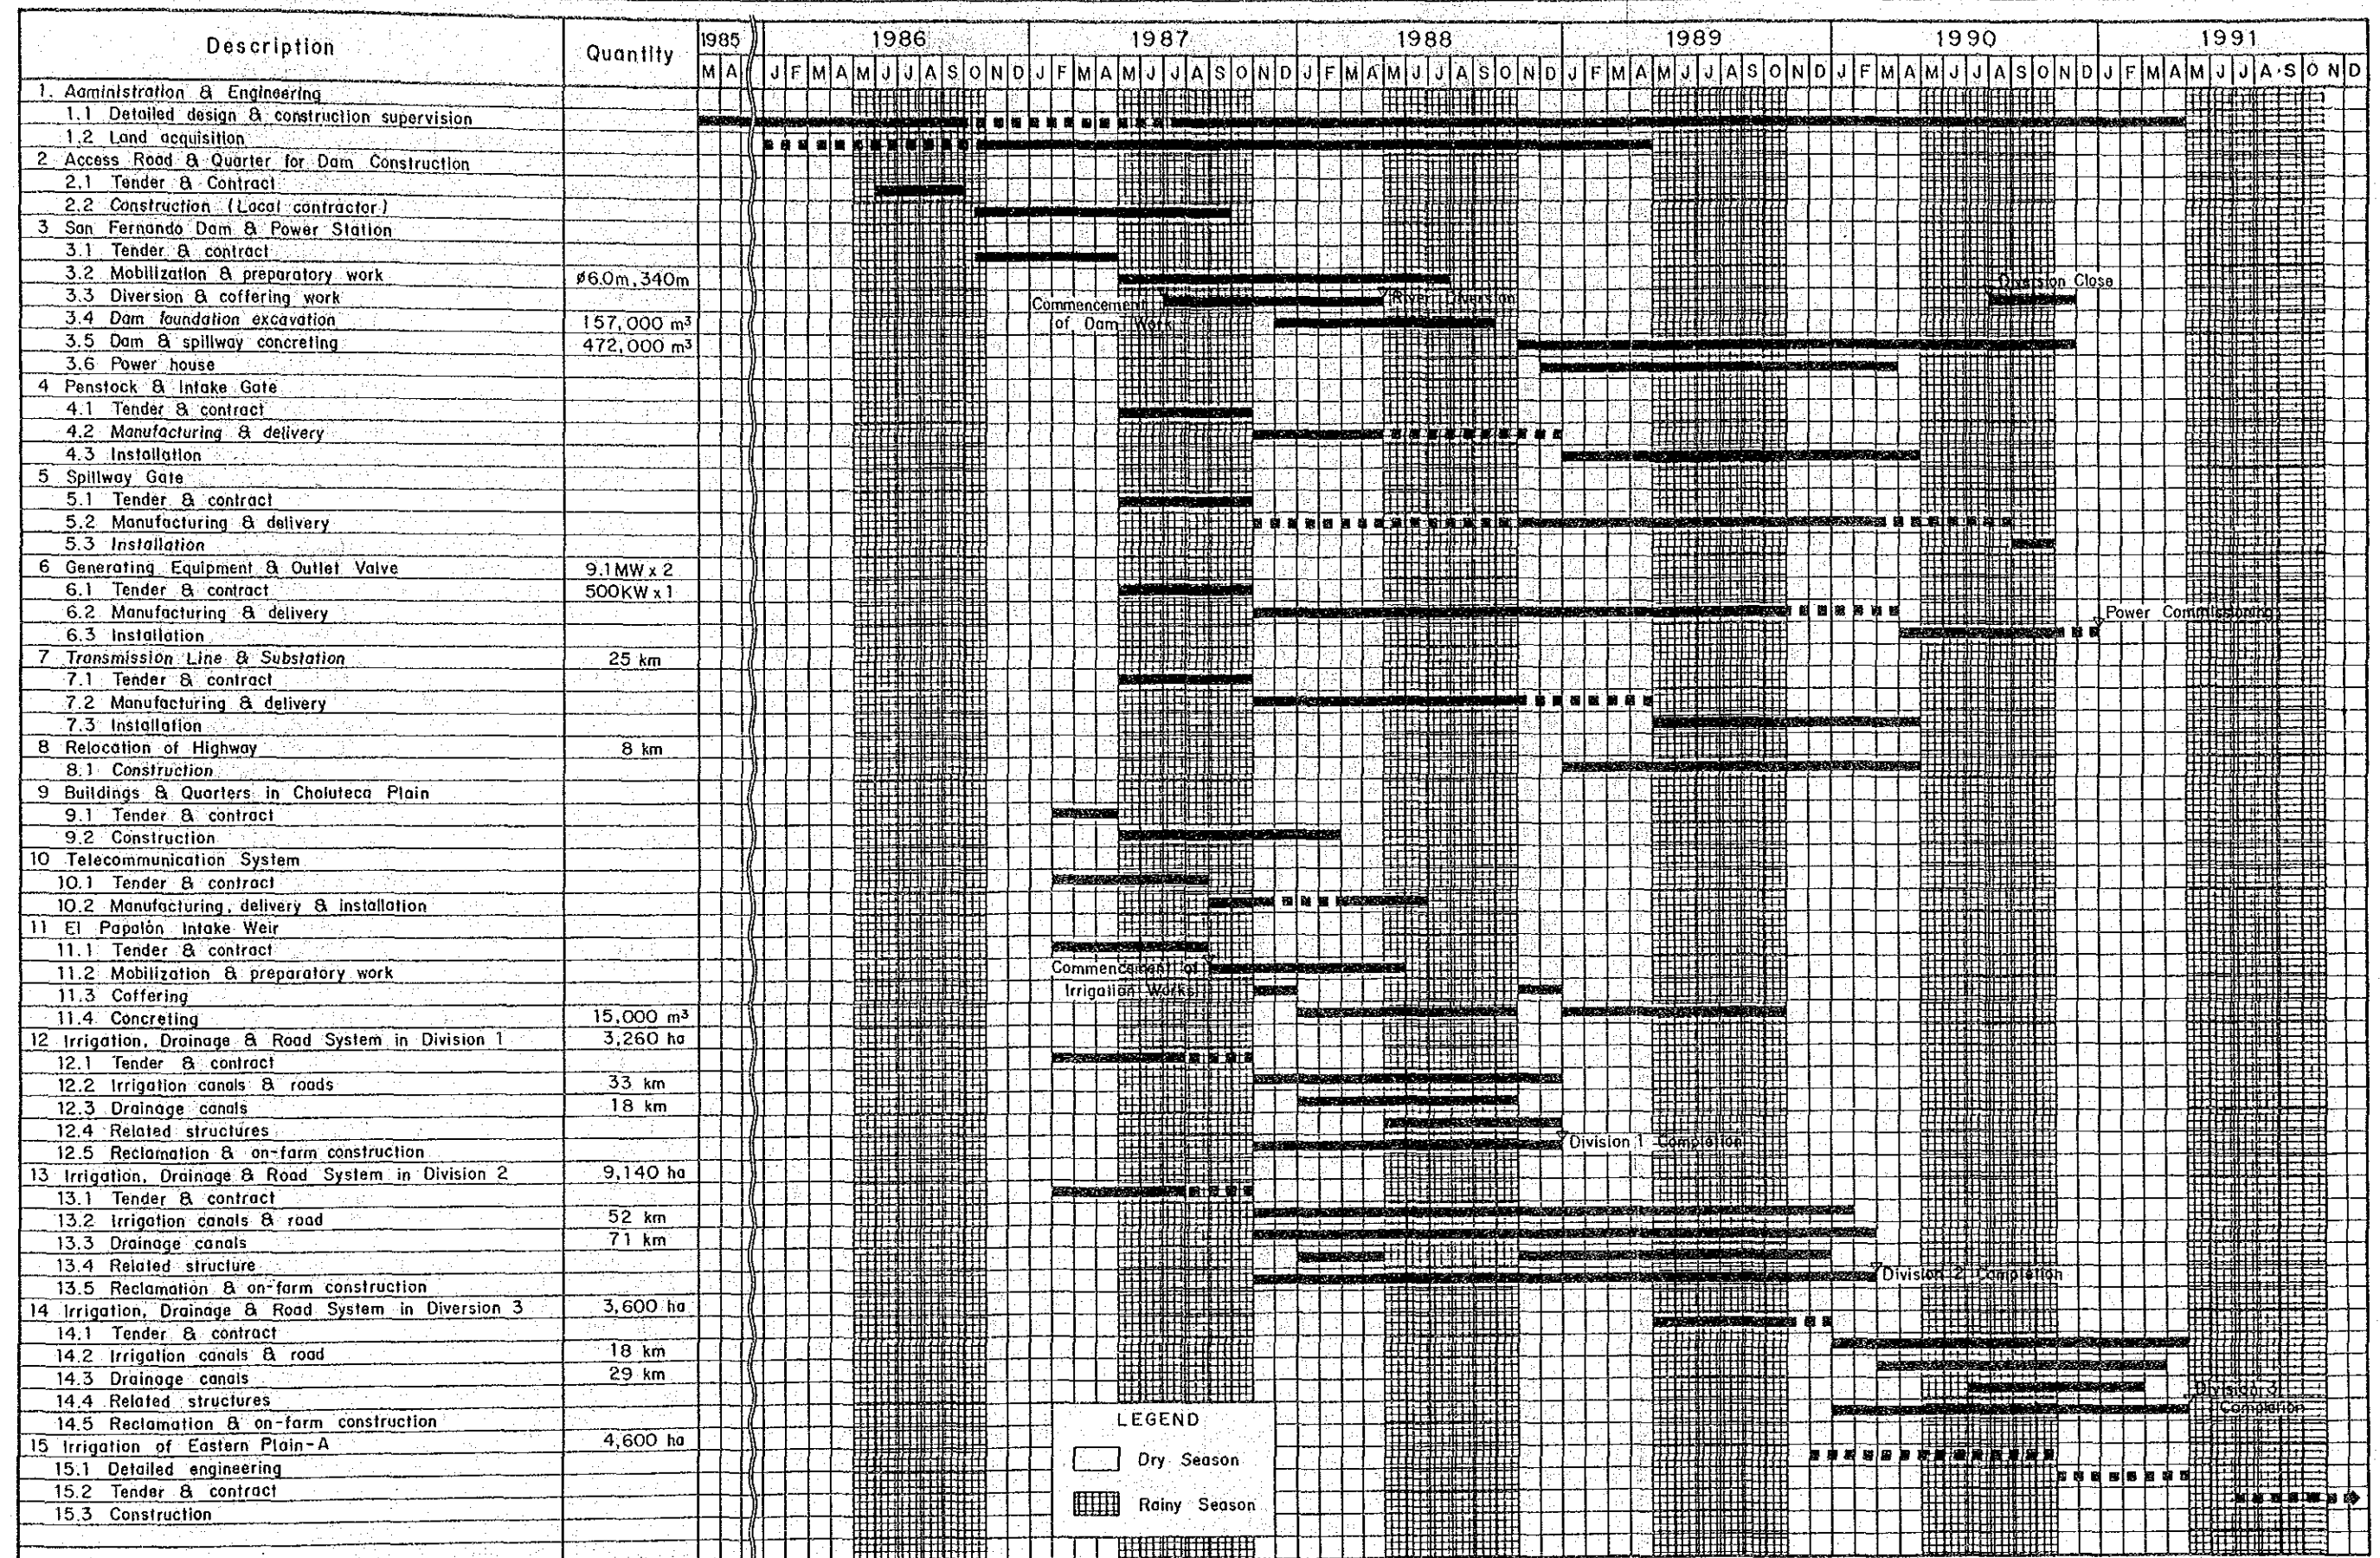 Description Quantity 1985 1986 1987 1988 1989 1990 1991
M A J F M A M J J A S O N D J F M A M J J A S O N D J F M A M J J A S O N D J F M A M J J A S O N D J F M A M J J A S O N D J F M A M J J A S O N D
1. Administration & Engineering
1.1 Detailed design & construction supervision
1.2 Land acquisition
2 Access Road & Quarter for Dam Construction
2.1 Tender & Contract
2.2 Construction (Local contractor)
3 San Fernando Dam & Power Station
3.1 Tender & contract
3.2 Mobilization & preparatory work ø6.0m, 340m
Division Close
3.3 Diversion & coffering work
Commencement of Dam Work
River Diversion
3.4 Dam foundation excavation 157,000 m³
3.5 Dam & spillway concreting 472,000 m³
3.6 Power house
4 Penstock & Intake Gate
4.1 Tender & contract
4.2 Manufacturing & delivery
4.3 Installation
5 Spillway Gate
5.1 Tender & contract
5.2 Manufacturing & delivery
5.3 Installation
6 Generating Equipment & Outlet Valve 9.1MW x 2
6.1 Tender & contract 500KW x 1
6.2 Manufacturing & delivery Power Commissioning
6.3 Installation
7 Transmission Line & Substation 25 km
7.1 Tender & contract
7.2 Manufacturing & delivery
7.3 Installation
8 Relocation of Highway 8 km
8.1 Construction
9 Buildings & Quarters in Choluteca Plain
9.1 Tender & contract
9.2 Construction
10 Telecommunication System
10.1 Tender & contract
10.2 Manufacturing, delivery & installation
11 El Papalón Intake Weir
11.1 Tender & contract
11.2 Mobilization & preparatory work Commencement of
11.3 Coffering Irrigation Works
11.4 Concreting 15,000 m³
12 Irrigation, Drainage & Road System in Division 1 3,260 ha
12.1 Tender & contract
12.2 Irrigation canals & roads 33 km
12.3 Drainage canals 18 km
12.4 Related structures
Division 1 Completion
12.5 Reclamation & on-farm construction
13 Irrigation, Drainage & Road System in Division 2 9,140 ha
13.1 Tender & contract
13.2 Irrigation canals & road 52 km
13.3 Drainage canals 71 km
13.4 Related structure
Division 2 Completion
13.5 Reclamation & on-farm construction
14 Irrigation, Drainage & Road System in Diversion 3 3,600 ha
14.1 Tender & contract
14.2 Irrigation canals & road 18 km
14.3 Drainage canals 29 km
14.4 Related structures Division 3
Completion
14.5 Reclamation & on-farm construction
15 Irrigation of Eastern Plain-A 4,600 ha
15.1 Detailed engineering
15.2 Tender & contract
15.3 Construction
LEGEND
Dry Season
Rainy Season